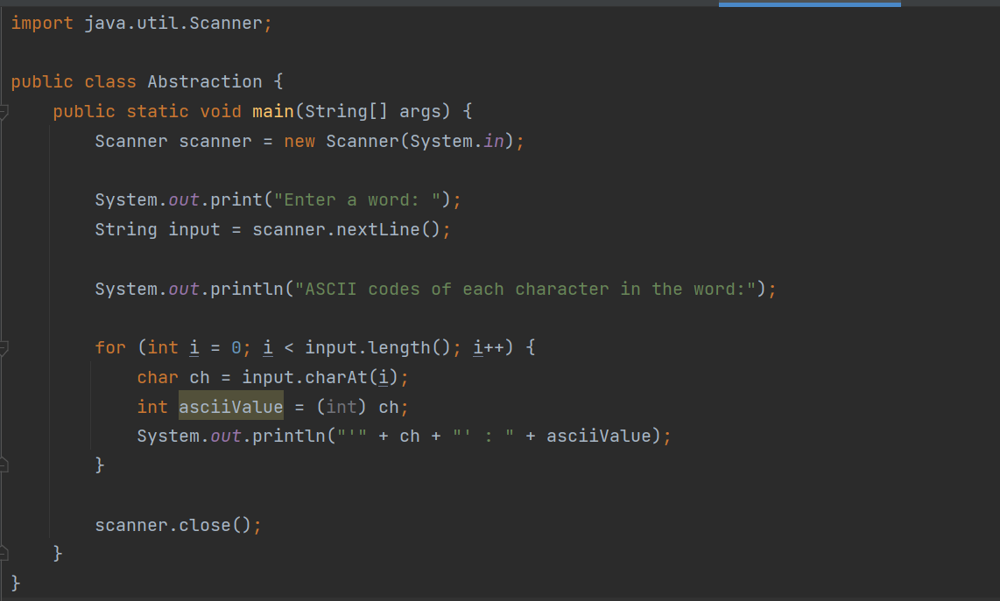 import java.util.Scanner;
public class Abstraction {
public static void main(String[] args) {
Scanner scanner = new Scanner(System.in);
System.out.print("Enter a word: ");
String input = scanner.nextLine();
System.out.println("ASCII codes of each character in the word:");
for (int i = 0; i < input.length(); i++) {
char ch = input.charAt(i);
int asciiValue = (int) ch;
System.out.println("'" + ch + "' : " + asciiValue);
}
scanner.close();
}
}